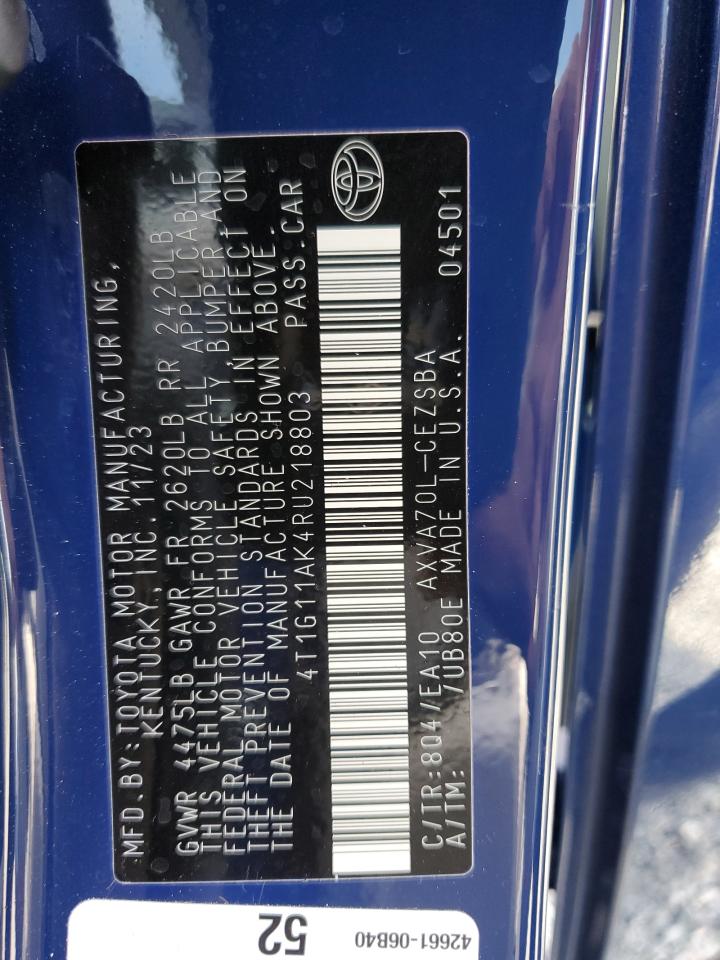 MFD. BY: TOYOTA MOTOR MANUFACTURING,
KENTUCKY, INC. 11/23
GVWR 4475LB GAWR FR 2620LB RR 2420LB
THIS VEHICLE CONFORMS TO ALL APPLICABLE
FEDERAL MOTOR VEHICLE SAFETY, BUMPER, AND
THEFT PREVENTION STANDARDS IN EFFECT ON
THE DATE OF MANUFACTURE SHOWN ABOVE.
4T1G11AK4RU218803 PASS.CAR
C/TR:8Q4/EA10 AXVA70L-CEZSBA 04501
A/TM: /UB80E MADE IN U.S.A.
42661-06B40
52